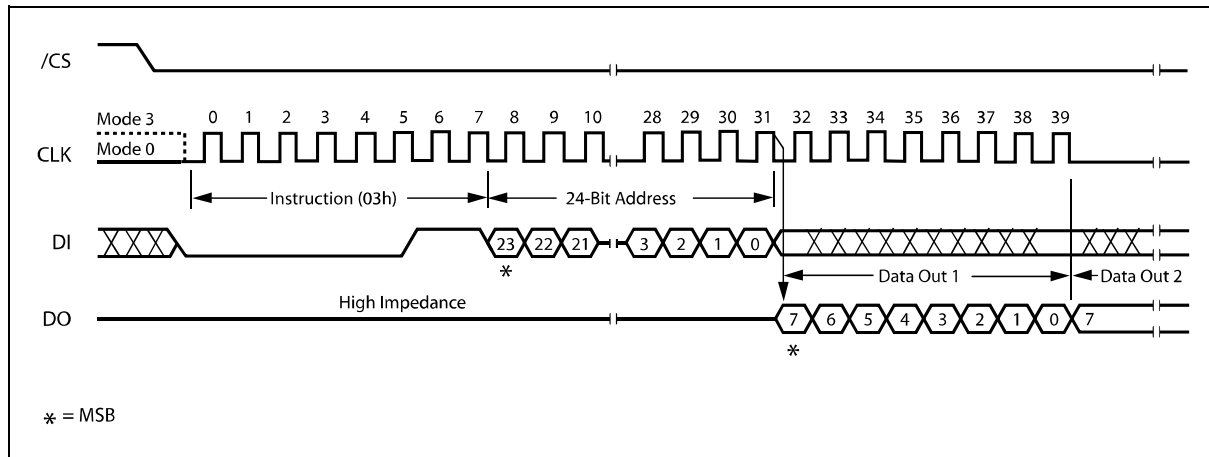 /CS
Mode 3
0 1 2 3 4 5 6 7 8 9 10 28 29 30 31 32 33 34 35 36 37 38 39
CLK
Mode 0
Instruction (03h) 24-Bit Address
DI 23 22 21 3 2 1 0
*
Data Out 1 Data Out 2
High Impedance
DO 7 6 5 4 3 2 1 0 7
*
* = MSB